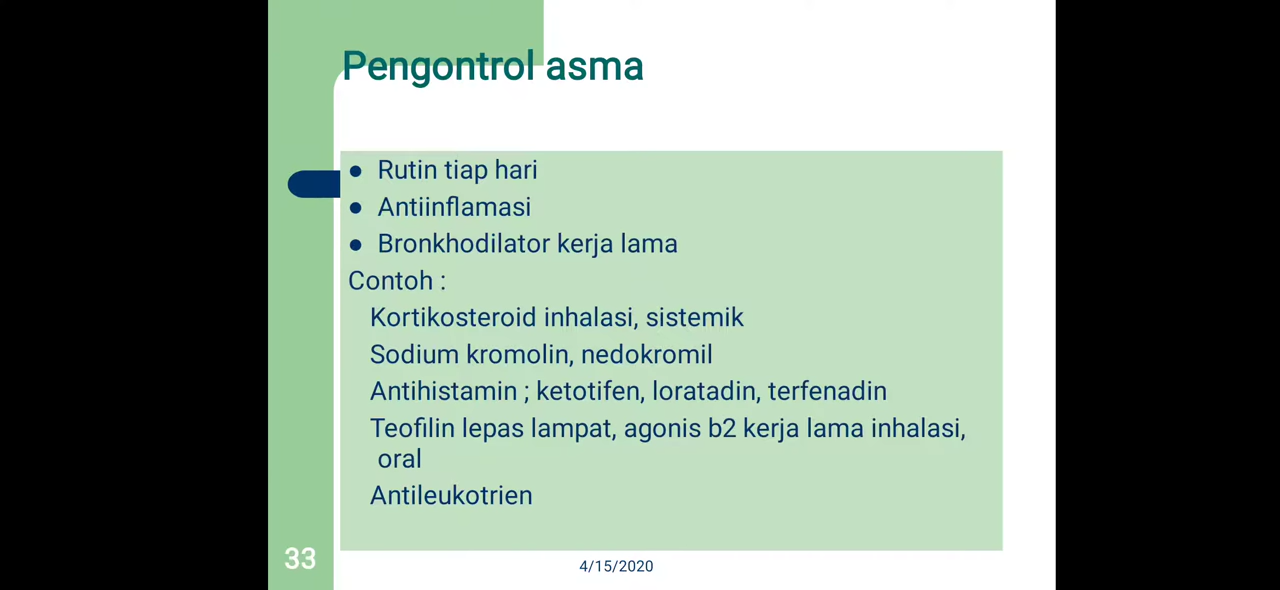 Pengontrol asma
● Rutin tiap hari
● Antiinflamasi
● Bronkhodilator kerja lama
Contoh :
Kortikosteroid inhalasi, sistemik
Sodium kromolin, nedokromil
Antihistamin ; ketotifen, loratadin, terfenadin
Teofilin lepas lampat, agonis b2 kerja lama inhalasi,
oral
Antileukotrien
33
4/15/2020